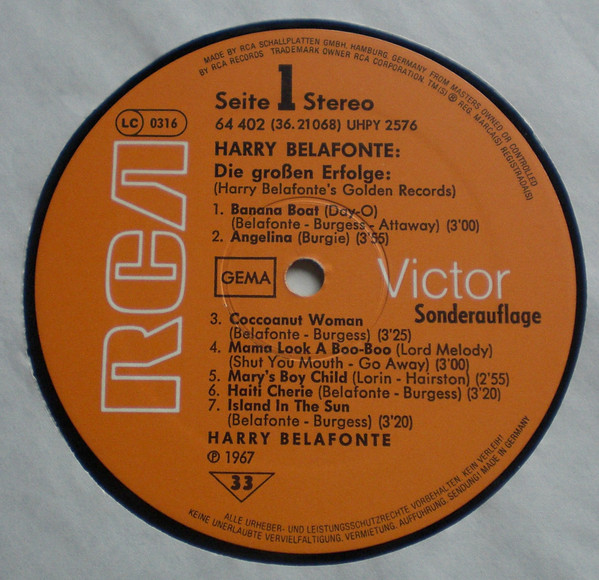 MADE BY RCA SCHALLPLATTEN GMBH, HAMBURG, GERMANY, FROM MASTERS OWNED OR CONTROLLED
BY RCA RECORDS TRADEMARK OWNER RCA CORPORATION, TM(S) ® REG. MARCA(S) REGISTRADA(S)
Seite 1 Stereo
LC 0316
64 402 (36.21068) UHPY 2576
HARRY BELAFONTE:
Die großen Erfolge:
(Harry Belafonte's Golden Records)
1. Banana Boat (Day-O)
(Belafonte - Burgess - Attaway) (3'00)
2. Angelina (Burgie) (3'55)
RCA
GEMA
Victor
Sonderauflage
3. Coccoanut Woman
(Belafonte - Burgess) (3'25)
4. Mama Look A Boo-Boo (Lord Melody)
(Shut You Mouth - Go Away) (3'00)
5. Mary's Boy Child (Lorin - Hairston) (2'55)
6. Haiti Cherie (Belafonte - Burgess) (3'20)
7. Island In The Sun
(Belafonte - Burgess) (3'20)
HARRY BELAFONTE
℗ 1967
33
ALLE URHEBER- UND LEISTUNGSSCHUTZRECHTE VORBEHALTEN. KEIN VERLEIH!
KEINE UNERLAUBTE VERVIELFÄLTIGUNG, VERMIETUNG, AUFFÜHRUNG, SENDUNG! MADE IN GERMANY